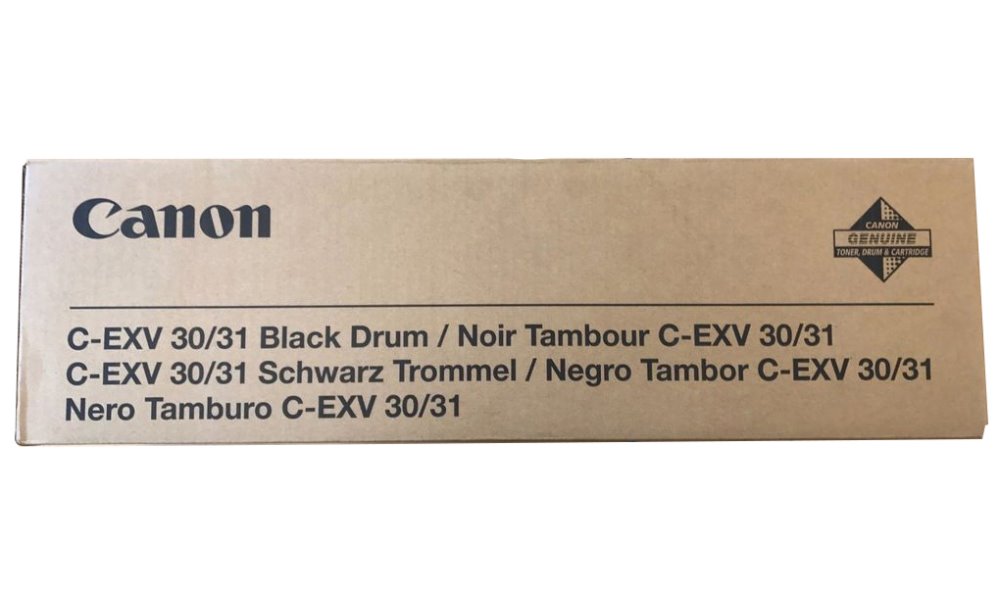 Canon
CANON
GENUINE
TONER, DRUM & CARTRIDGE
C-EXV 30/31 Black Drum / Noir Tambour C-EXV 30/31
C-EXV 30/31 Schwarz Trommel / Negro Tambor C-EXV 30/31
Nero Tamburo C-EXV 30/31